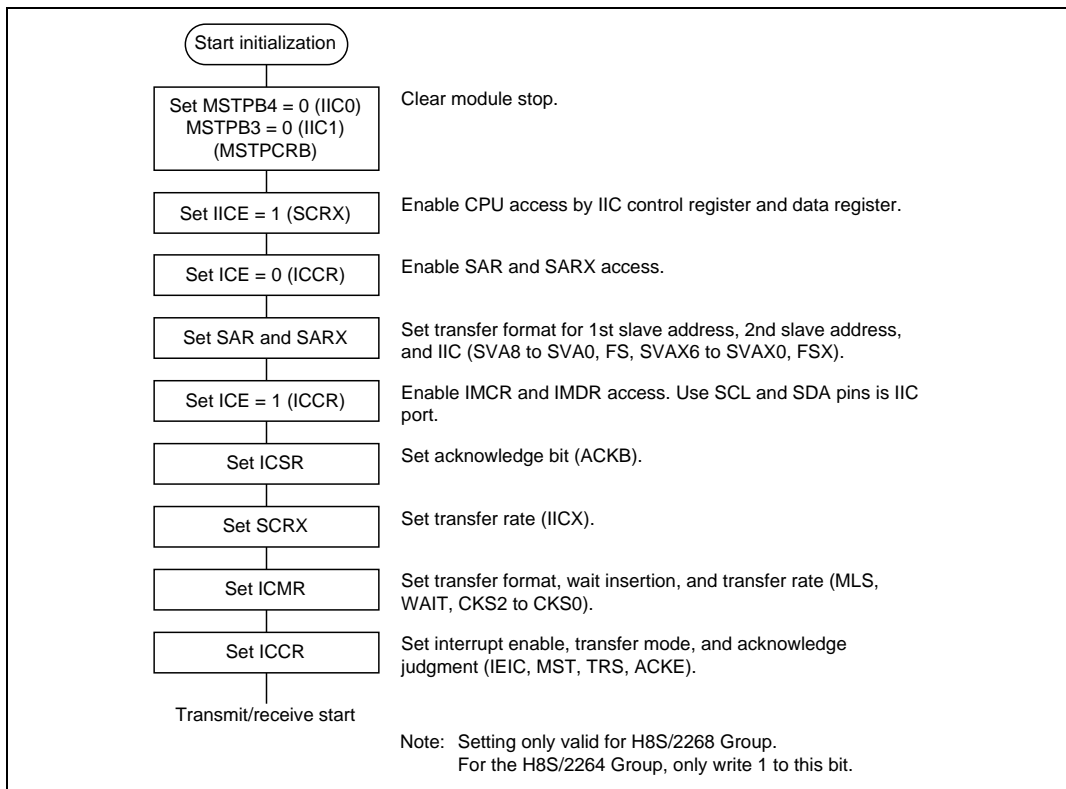 Start initialization
Set MSTPB4 = 0 (IIC0)
MSTPB3 = 0 (IIC1)
(MSTPCRB)
Clear module stop.
Set IICE = 1 (SCRX)
Enable CPU access by IIC control register and data register.
Set ICE = 0 (ICCR)
Enable SAR and SARX access.
Set SAR and SARX
Set transfer format for 1st slave address, 2nd slave address,
and IIC (SVA8 to SVA0, FS, SVAX6 to SVAX0, FSX).
Set ICE = 1 (ICCR)
Enable IMCR and IMDR access. Use SCL and SDA pins is IIC
port.
Set ICSR
Set acknowledge bit (ACKB).
Set SCRX
Set transfer rate (IICX).
Set ICMR
Set transfer format, wait insertion, and transfer rate (MLS,
WAIT, CKS2 to CKS0).
Set ICCR
Set interrupt enable, transfer mode, and acknowledge
judgment (IEIC, MST, TRS, ACKE).
Transmit/receive start
Note: Setting only valid for H8S/2268 Group.
For the H8S/2264 Group, only write 1 to this bit.